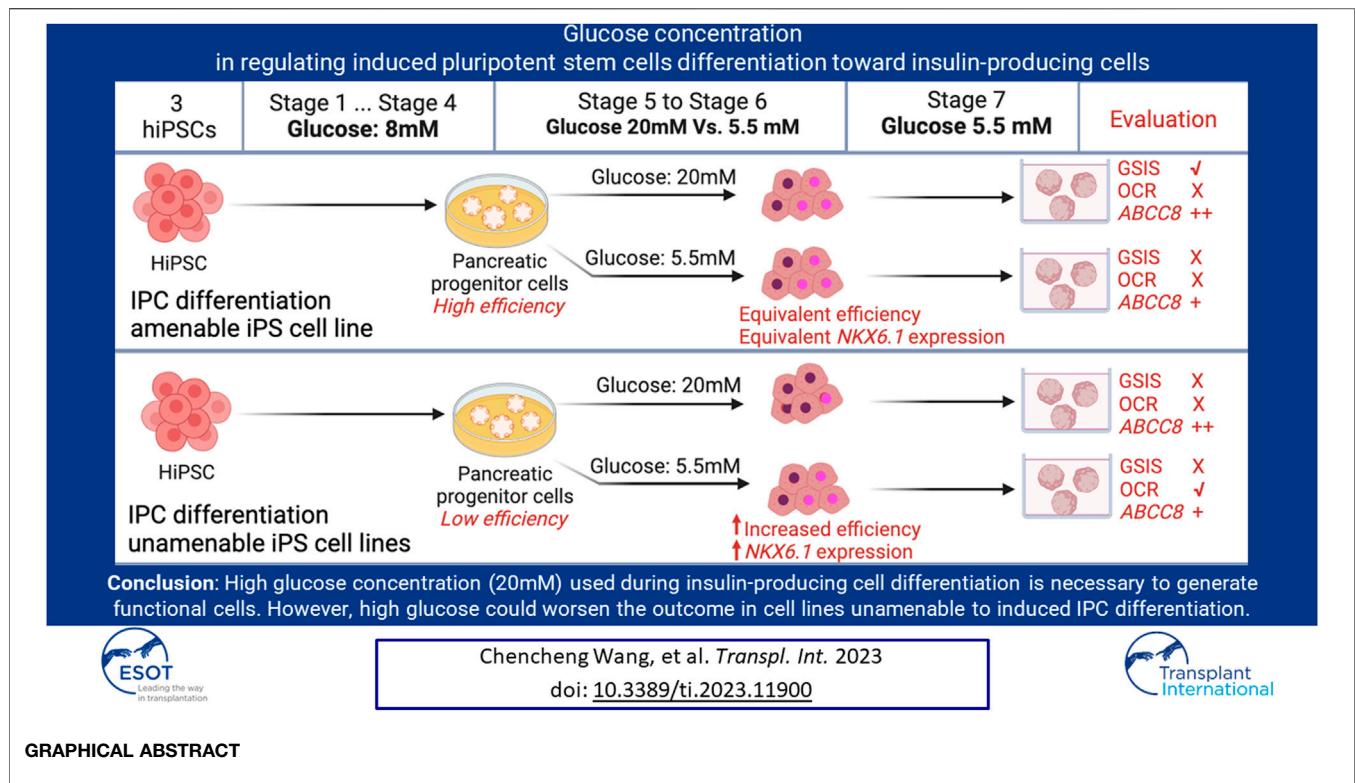 Glucose concentration
in regulating induced pluripotent stem cells differentiation toward insulin-producing cells
3
hiPSCs
Stage 1 ... Stage 4
Glucose: 8mM
Stage 5 to Stage 6
Glucose 20mM Vs. 5.5 mM
Stage 7
Glucose 5.5 mM
Evaluation
HiPSC
IPC differentiation
amenable iPS cell line
Pancreatic
progenitor cells
High efficiency
Glucose: 20mM
Glucose: 5.5mM
Equivalent efficiency
Equivalent NKX6.1 expression
GSIS √
OCR X
ABCC8 ++
GSIS X
OCR X
ABCC8 +
HiPSC
IPC differentiation
unamenable iPS cell lines
Pancreatic
progenitor cells
Low efficiency
Glucose: 20mM
Glucose: 5.5mM
↑ Increased efficiency
↑ NKX6.1 expression
GSIS X
OCR X
ABCC8 ++
GSIS X
OCR √
ABCC8 +
Conclusion: High glucose concentration (20mM) used during insulin-producing cell differentiation is necessary to generate
functional cells. However, high glucose could worsen the outcome in cell lines unamenable to induced IPC differentiation.
ESOT
Leading the way
in transplantation
Chencheng Wang, et al. Transpl. Int. 2023
doi: 10.3389/ti.2023.11900
Transplant
International
GRAPHICAL ABSTRACT